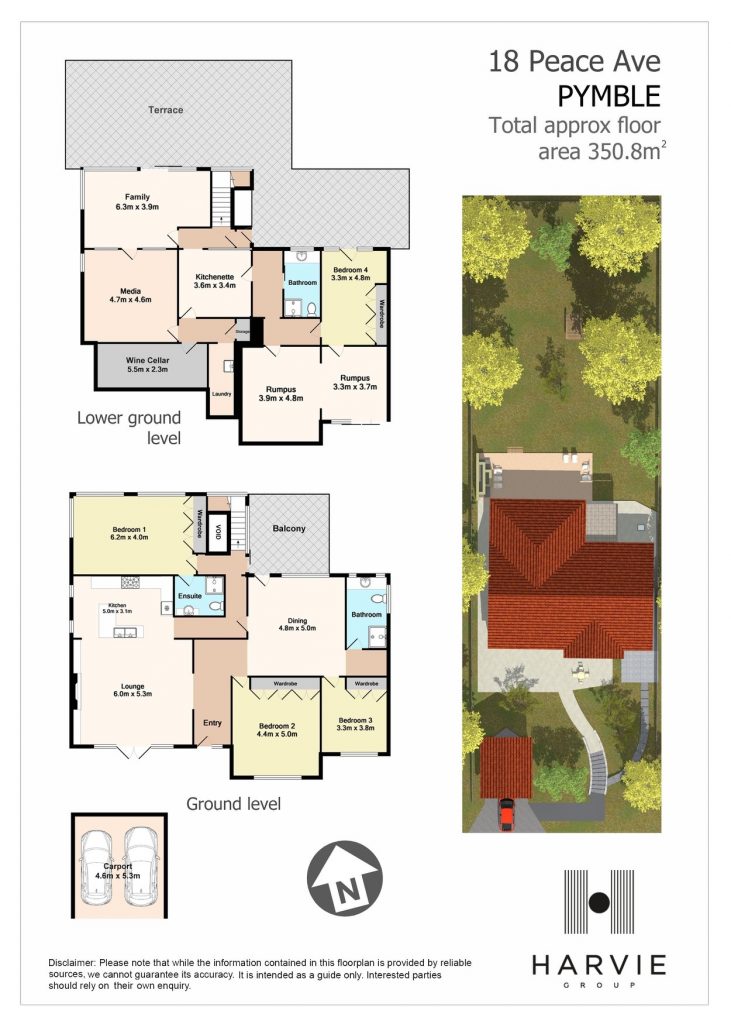 18 Peace Ave
PYMBLE
Total approx floor
area 350.8m²
Terrace
Family
6.3m x 3.9m
Media
4.7m x 4.6m
Kitchenette
3.6m x 3.4m
Bathroom
Bedroom 4
3.3m x 4.8m
Wardrobe
Storage
Wine Cellar
5.5m x 2.3m
Laundry
Rumpus
3.9m x 4.8m
Rumpus
3.3m x 3.7m
Lower ground
level
Bedroom 1
6.2m x 4.0m
Wardrobe
VOID
Balcony
Kitchen
5.0m x 3.1m
Ensuite
Dining
4.8m x 5.0m
Bathroom
Lounge
6.0m x 5.3m
Entry
Wardrobe
Bedroom 2
4.4m x 5.0m
Wardrobe
Bedroom 3
3.3m x 3.8m
Ground level
Carport
4.6m x 5.3m
N
HARVIE
GROUP
Disclaimer: Please note that while the information contained in this floorplan is provided by reliable
sources, we cannot guarantee its accuracy. It is intended as a guide only. Interested parties
should rely on their own enquiry.